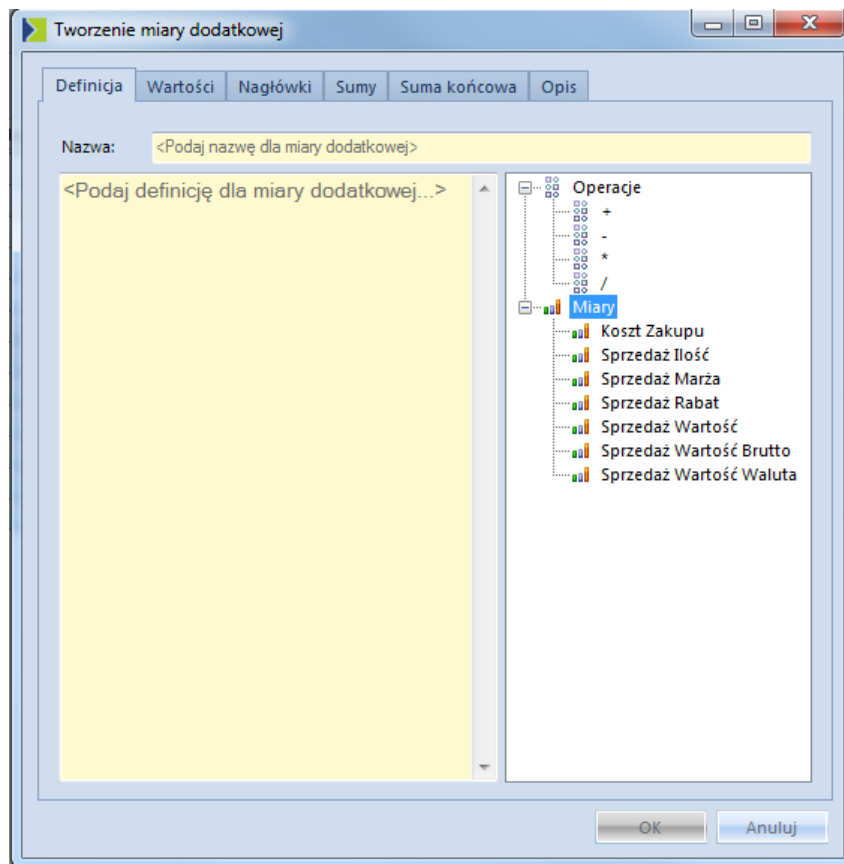 Tworzenie miary dodatkowej
Definicja Wartości Nagłówki Sumy Suma końcowa Opis
Nazwa: <Podaj nazwę dla miary dodatkowej>
<Podaj definicję dla miary dodatkowej...>
Operacje
+
-
*
/
Miary
Koszt Zakupu
Sprzedaż Ilość
Sprzedaż Marża
Sprzedaż Rabat
Sprzedaż Wartość
Sprzedaż Wartość Brutto
Sprzedaż Wartość Waluta
OK Anuluj